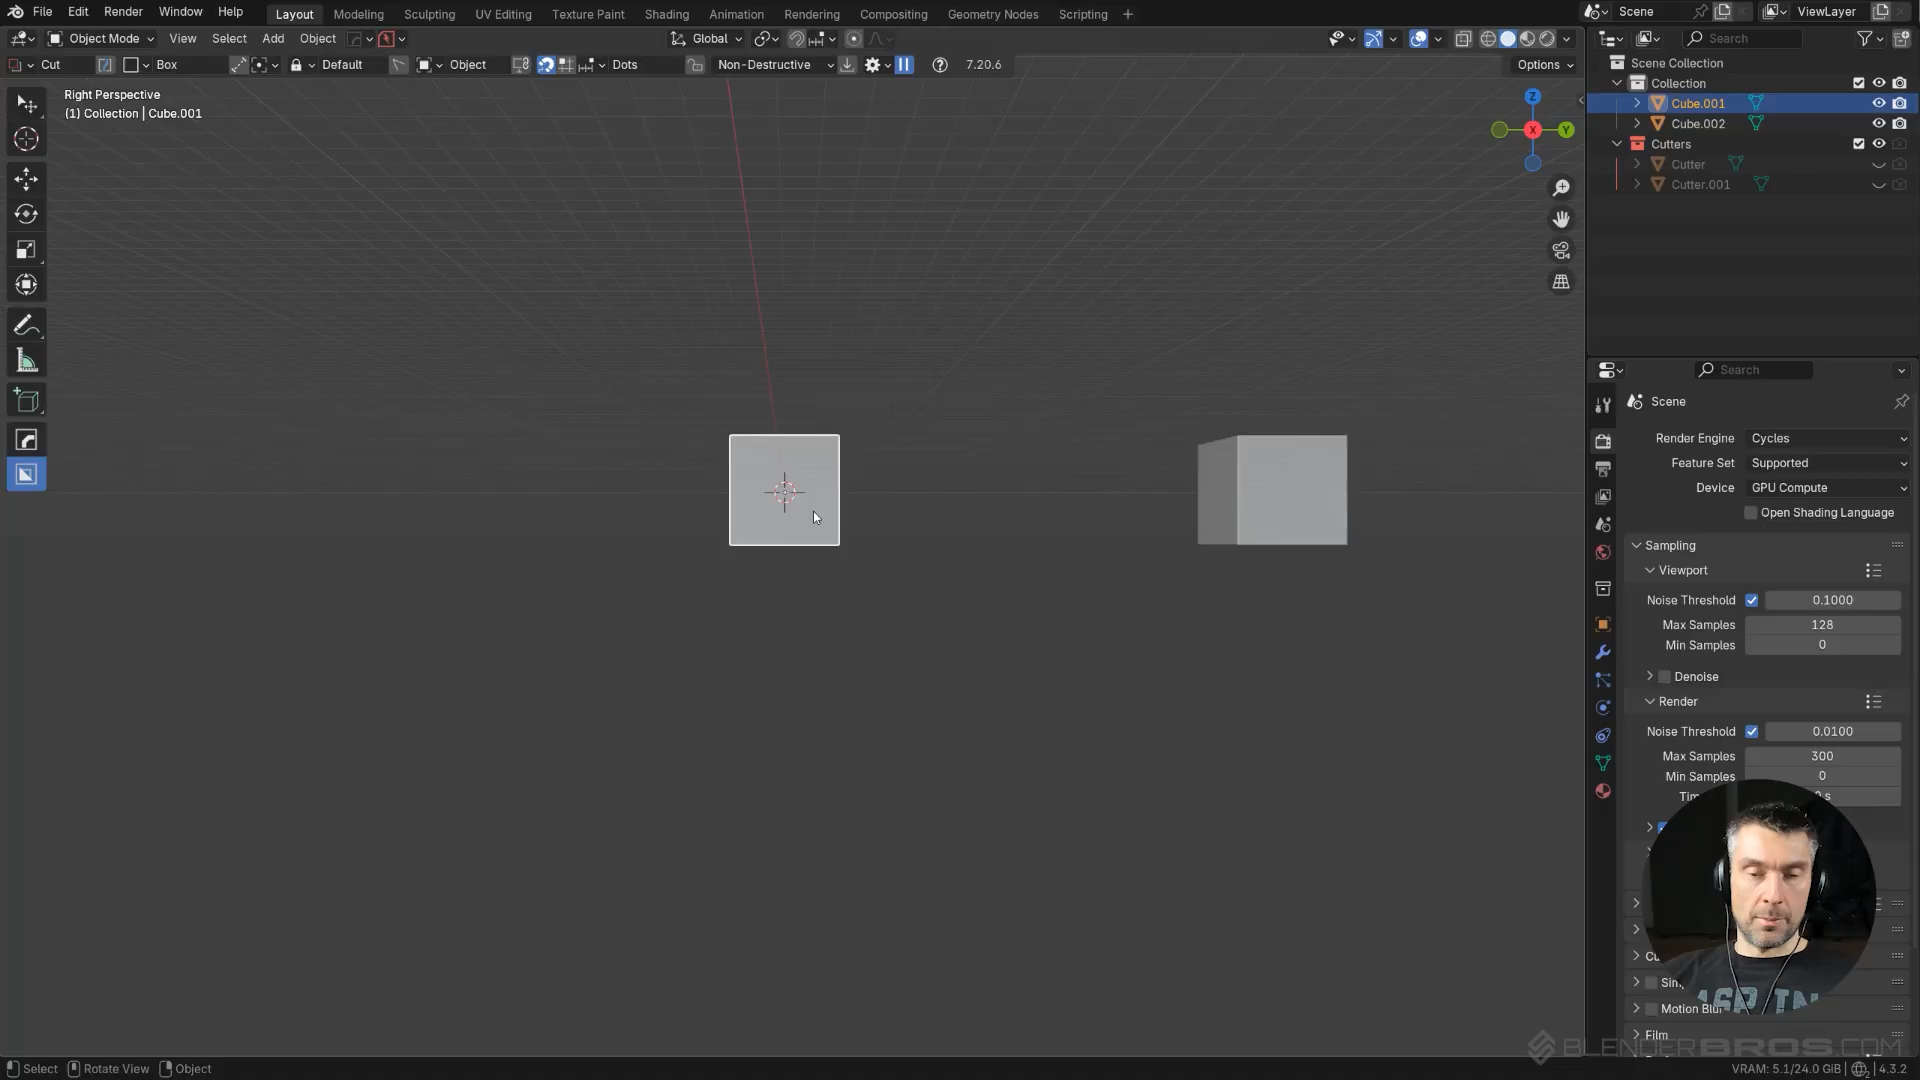 File Edit Render Window Help Layout Modeling Sculpting UV Editing Texture Paint Shading Animation Rendering Compositing Geometry Nodes Scripting + Scene ViewLayer
Object Mode View Select Add Object Global Search
Cut Box Default Object Dots Non-Destructive 7.20.6 Options
Right Perspective
(1) Collection | Cube.001
Z
X
Y
Scene Collection
Collection
Cube.001
Cube.002
Cutters
Cutter
Cutter.001
Search
Scene
Render Engine Cycles
Feature Set Supported
Device GPU Compute
Open Shading Language
Sampling
Viewport
Noise Threshold 0.1000
Max Samples 128
Min Samples 0
Denoise
Render
Noise Threshold 0.0100
Max Samples 300
Min Samples 0
Motion Blur
Film
BLENDERBROS.COM
Select Rotate View Object VRAM: 5.1/24.0 GiB 4.3.2